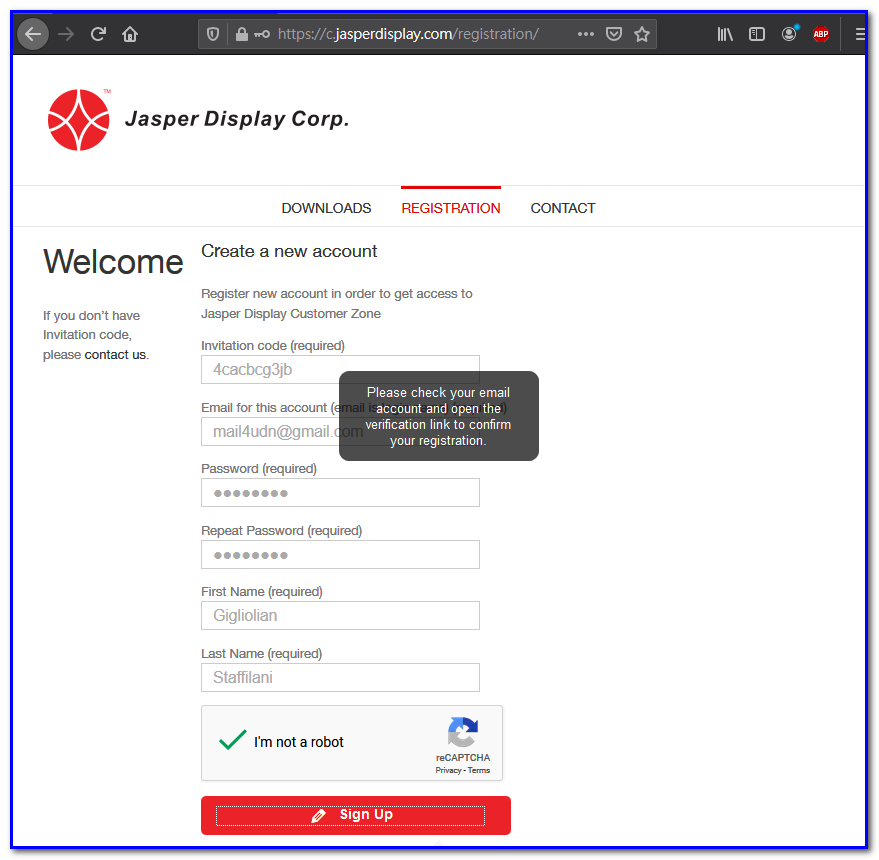 https://c.jasperdisplay.com/registration/
ABP
Jasper Display Corp.
TM
DOWNLOADS REGISTRATION CONTACT
Welcome
If you don't have
Invitation code,
please contact us.
Create a new account
Register new account in order to get access to
Jasper Display Customer Zone
Invitation code (required)
4cacbcg3jb
Email for this account (email is
mail4udn@gmail.com
Please check your email
account and open the
verification link to confirm
your registration.
Password (required)
●●●●●●●●
Repeat Password (required)
●●●●●●●●
First Name (required)
Gigliolian
Last Name (required)
Staffilani
I'm not a robot
reCAPTCHA
Privacy - Terms
Sign Up